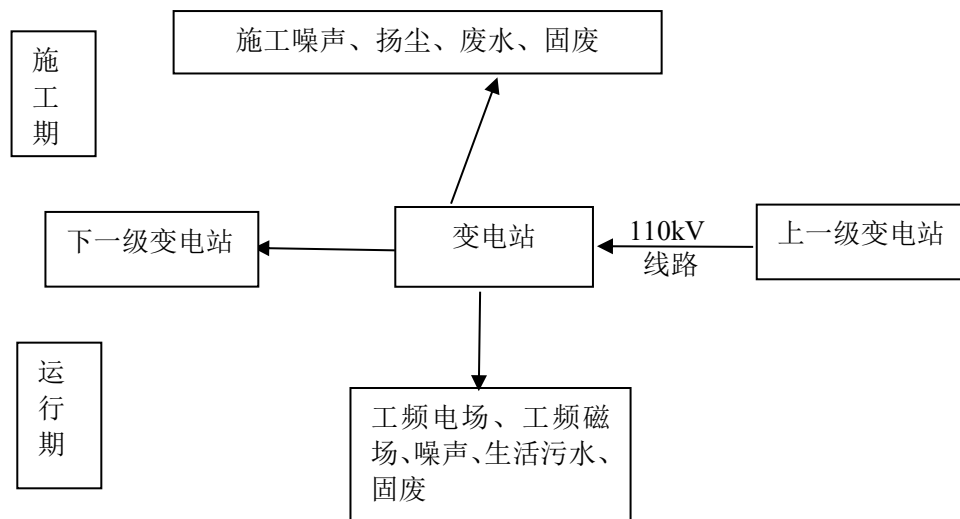 施工噪声、扬尘、废水、固废
施
工
期
下一级变电站
变电站
110kV
线路
上一级变电站
运
行
期
工频电场、工频磁
场、噪声、生活污水、
固废